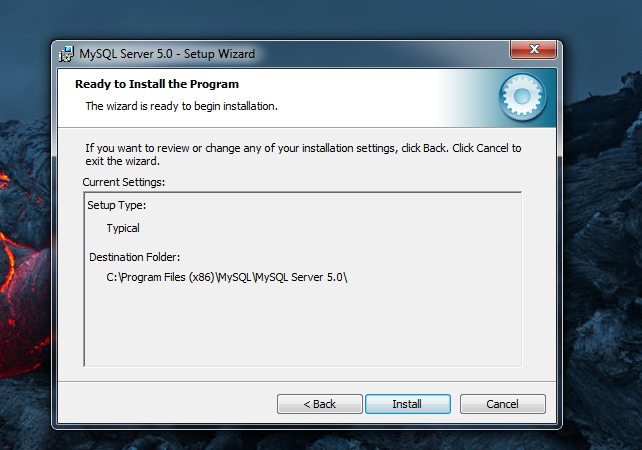 MySQL Server 5.0 - Setup Wizard
Ready to Install the Program
The wizard is ready to begin installation.
If you want to review or change any of your installation settings, click Back. Click Cancel to
exit the wizard.
Current Settings:
Setup Type:
Typical
Destination Folder:
C:\Program Files (x86)\MySQL\MySQL Server 5.0\
< Back
Install
Cancel